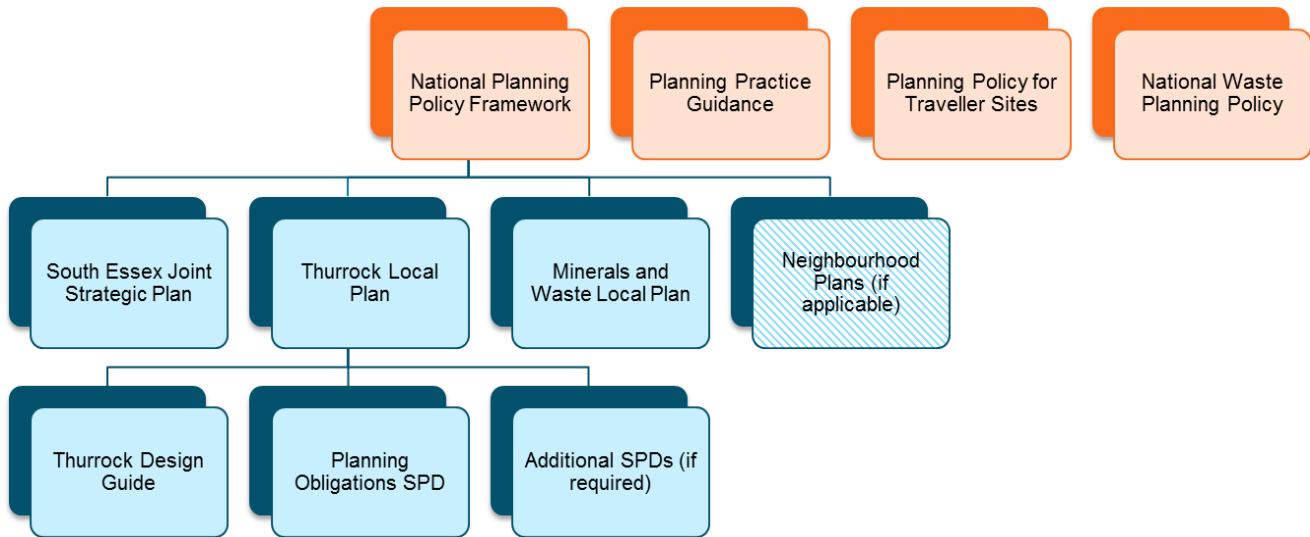 National Planning
Policy Framework
Planning Practice
Guidance
Planning Policy for
Traveller Sites
National Waste
Planning Policy
South Essex Joint
Strategic Plan
Thurrock Local
Plan
Minerals and
Waste Local Plan
Neighbourhood
Plans (if
applicable)
Thurrock Design
Guide
Planning
Obligations SPD
Additional SPDs (if
required)